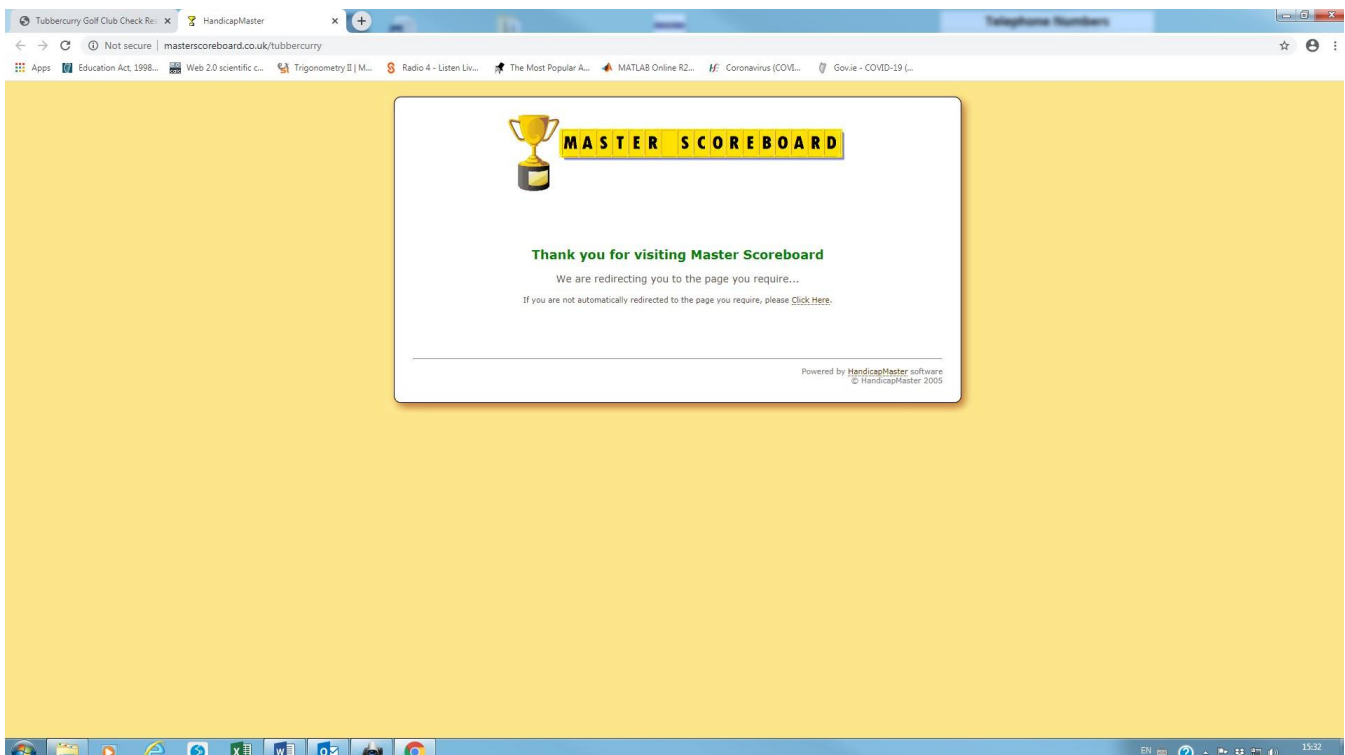 Tubbercurry Golf Club Check Re
HandicapMaster
Telephone Numbers
Not secure | masterscoreboard.co.uk/tubbercurry
Apps
Education Act, 1998...
Web 2.0 scientific c...
Trigonometry II | M...
Radio 4 - Listen Liv...
The Most Popular A...
MATLAB Online R2...
Coronavirus (COVI...
Gov.ie - COVID-19 (...
MASTER SCOREBOARD
Thank you for visiting Master Scoreboard
We are redirecting you to the page you require...
If you are not automatically redirected to the page you require, please Click Here.
Powered by HandicapMaster software
© HandicapMaster 2005
EN
15:32